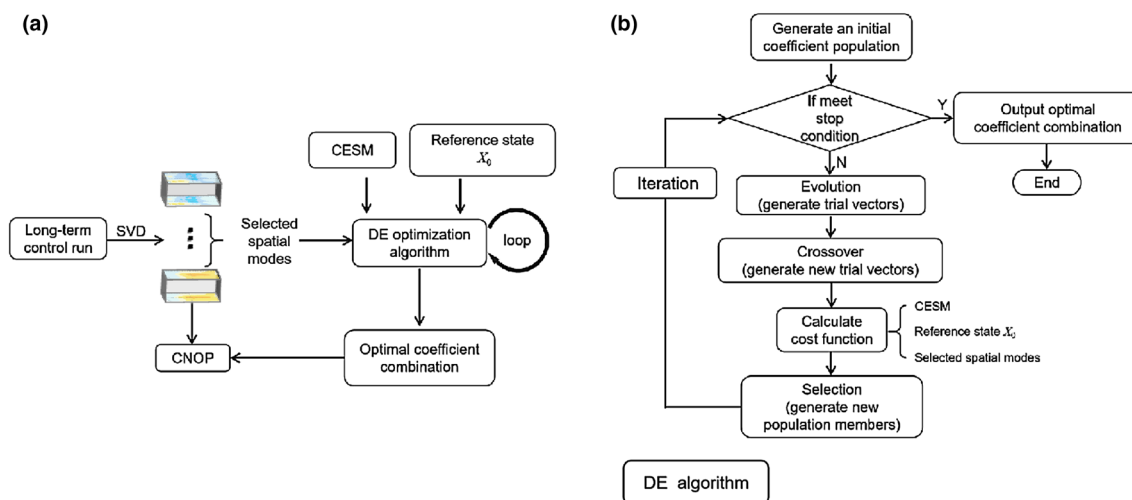 (a)
CESM
Reference state
X₀
Long-term
control run
SVD
Selected
spatial
modes
DE optimization
algorithm
loop
CNOP
Optimal coefficient
combination
(b)
Generate an initial
coefficient population
If meet
stop
condition
Y
Output optimal
coefficient combination
End
N
Iteration
Evolution
(generate trial vectors)
Crossover
(generate new trial vectors)
Calculate
cost function
CESM
Reference state X₀
Selected spatial modes
Selection
(generate new
population members)
DE algorithm